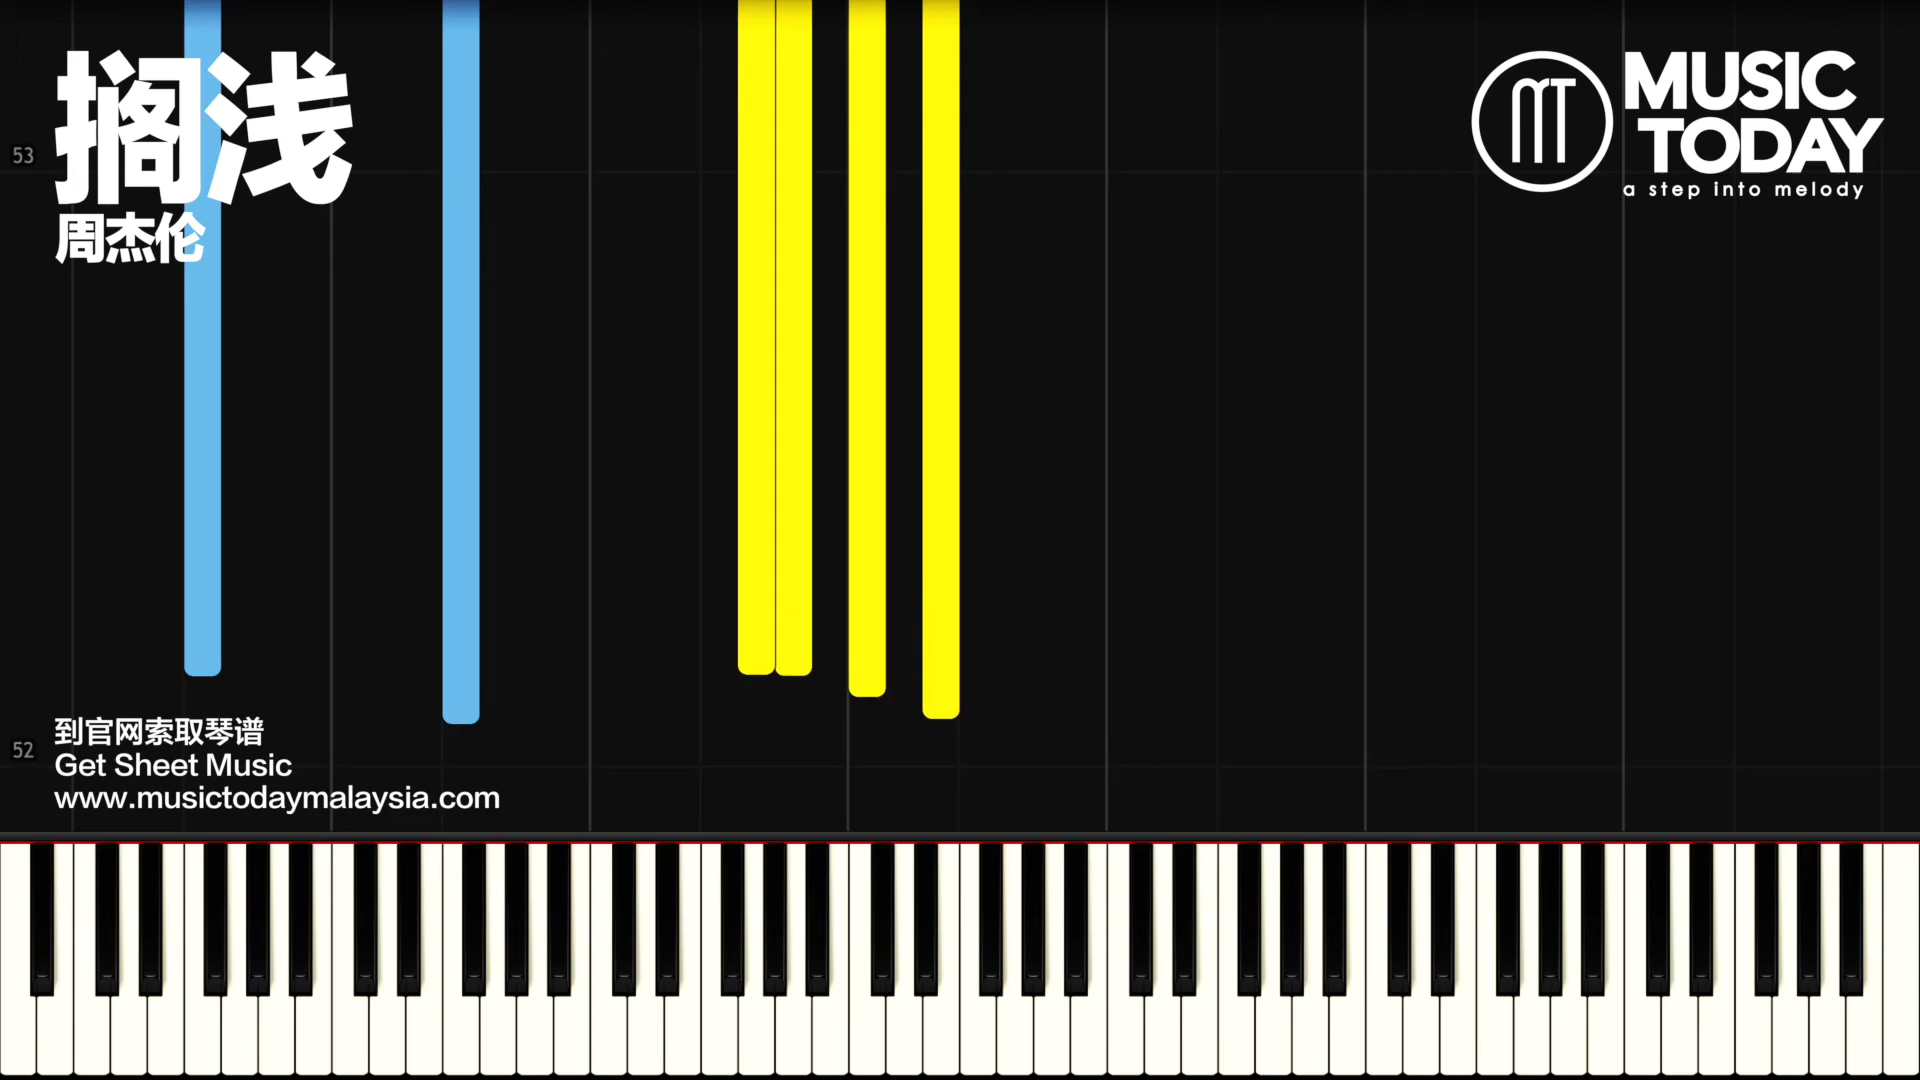 搁浅
周杰伦
MUSIC
TODAY
a step into melody
MT
53
52
到官网索取琴谱
Get Sheet Music
www.musictodaymalaysia.com